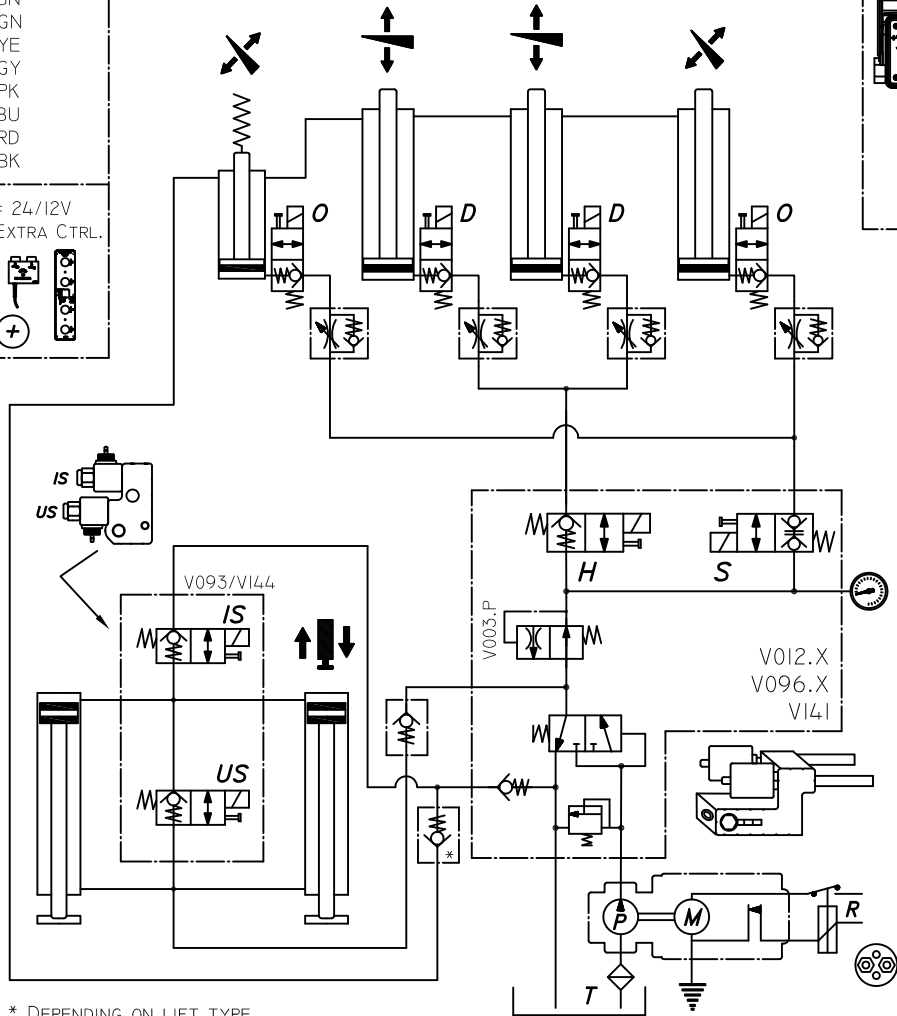 BN
GN
YE
GY
PK
BU
RD
BK
= 24/12V
EXTRA CTRL.
+
O
D
D
O
IS
US
V093/V144
IS
US
H
S
V003.P
V012.X
V096.X
V141
*
P
M
R
T
* DEPENDING ON LIFT TYPE